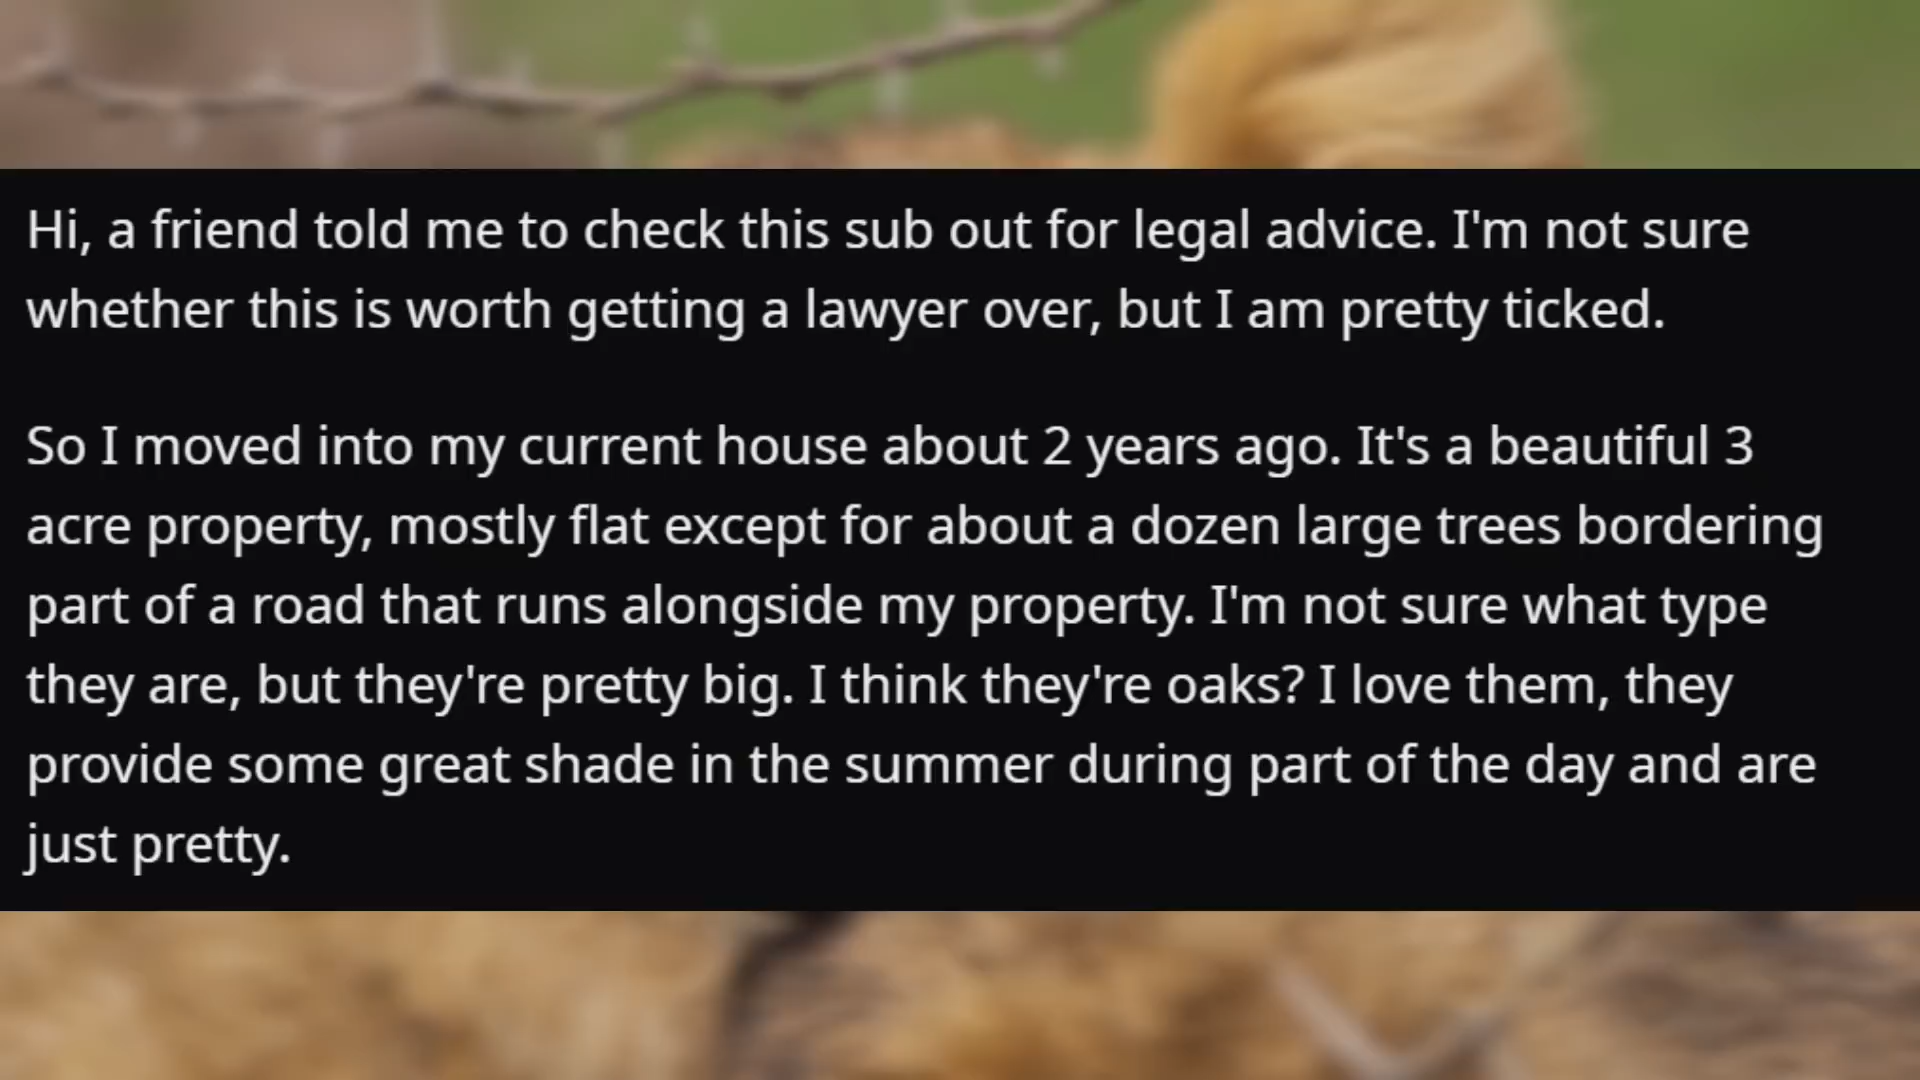 Hi, a friend told me to check this sub out for legal advice. I'm not sure
whether this is worth getting a lawyer over, but I am pretty ticked.
So I moved into my current house about 2 years ago. It's a beautiful 3
acre property, mostly flat except for about a dozen large trees bordering
part of a road that runs alongside my property. I'm not sure what type
they are, but they're pretty big. I think they're oaks? I love them, they
provide some great shade in the summer during part of the day and are
just pretty.